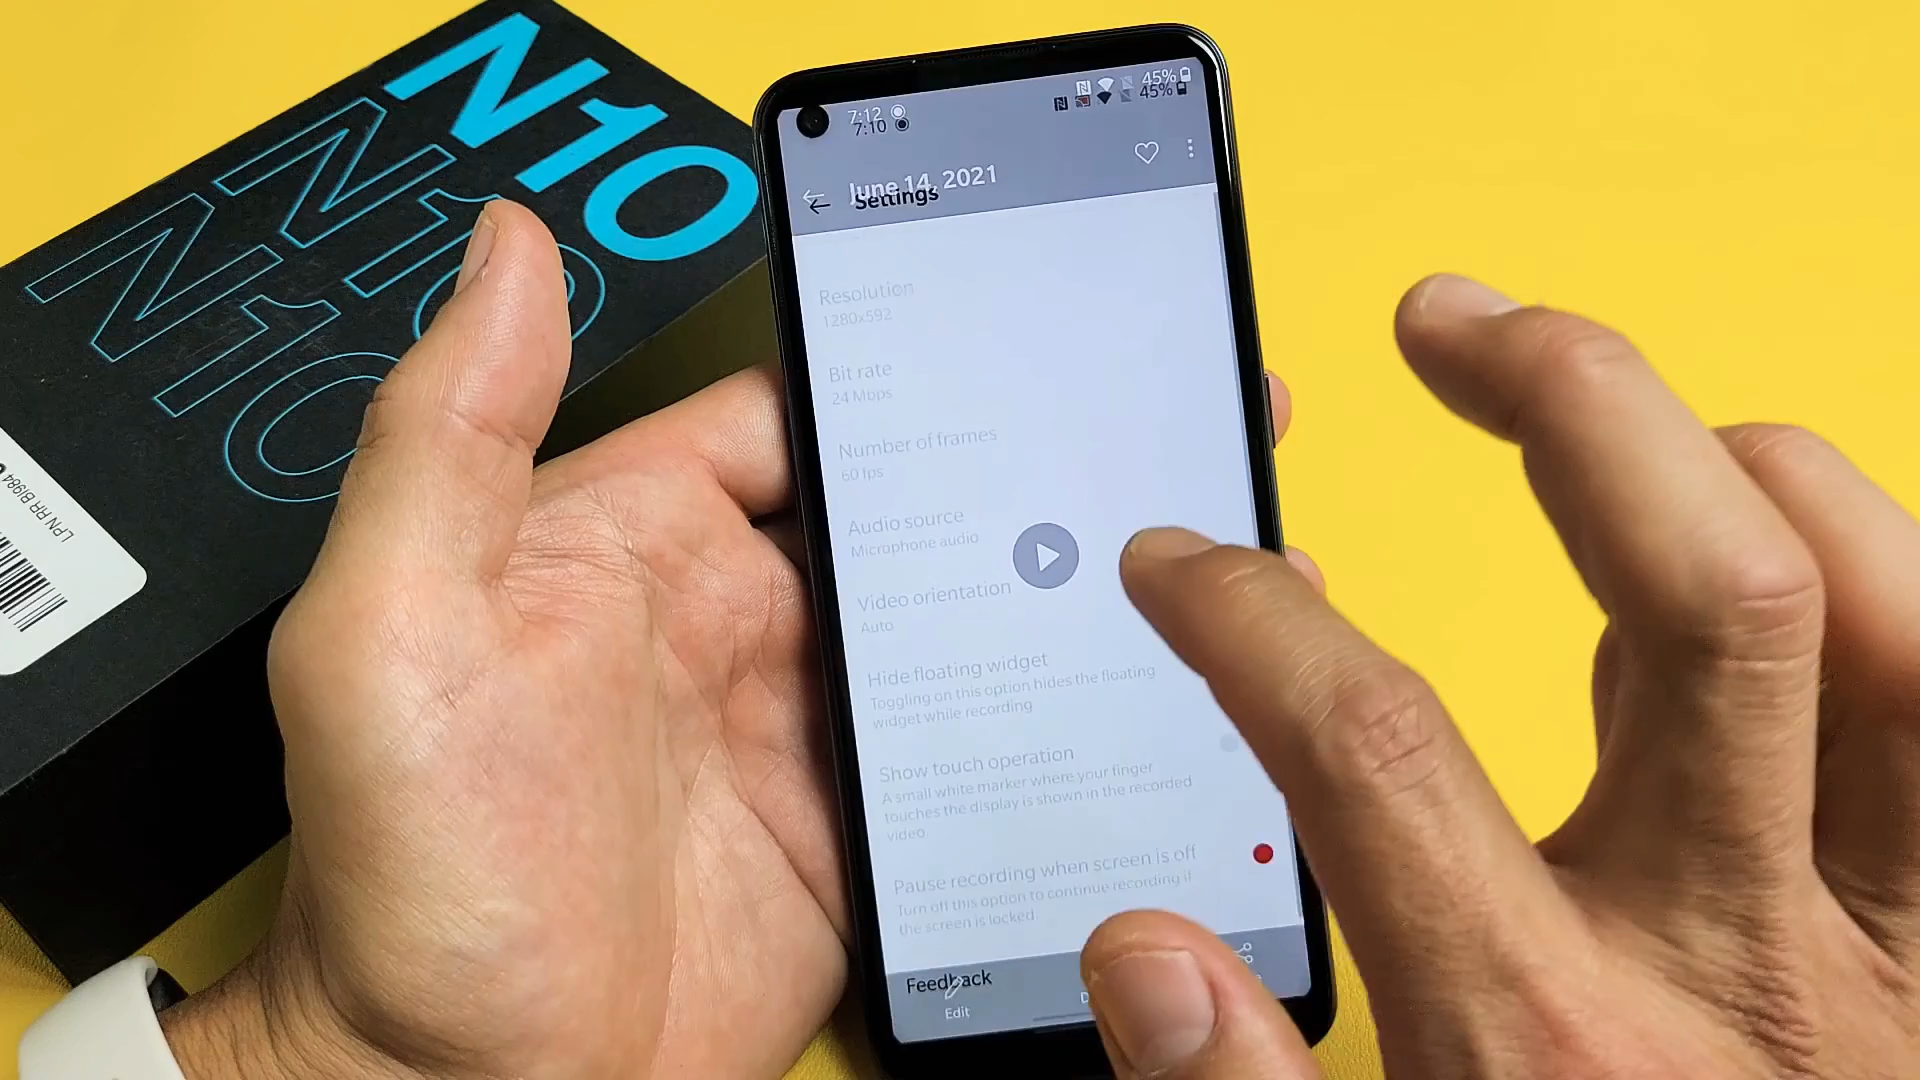 N10
N10
N10
LPN RR BI984
7:12
7:10
45%
45%
June 14, 2021
Settings
Resolution
1280x592
Bit rate
24 Mbps
Number of frames
60 fps
Audio source
Microphone audio
Video orientation
Auto
Hide floating widget
Toggling on this option hides the floating
widget while recording
Show touch operation
A small white marker where your finger
touches the display is shown in the recorded
video
Pause recording when screen is off
Turn off this option to continue recording if
the screen is locked
Feedback
Edit